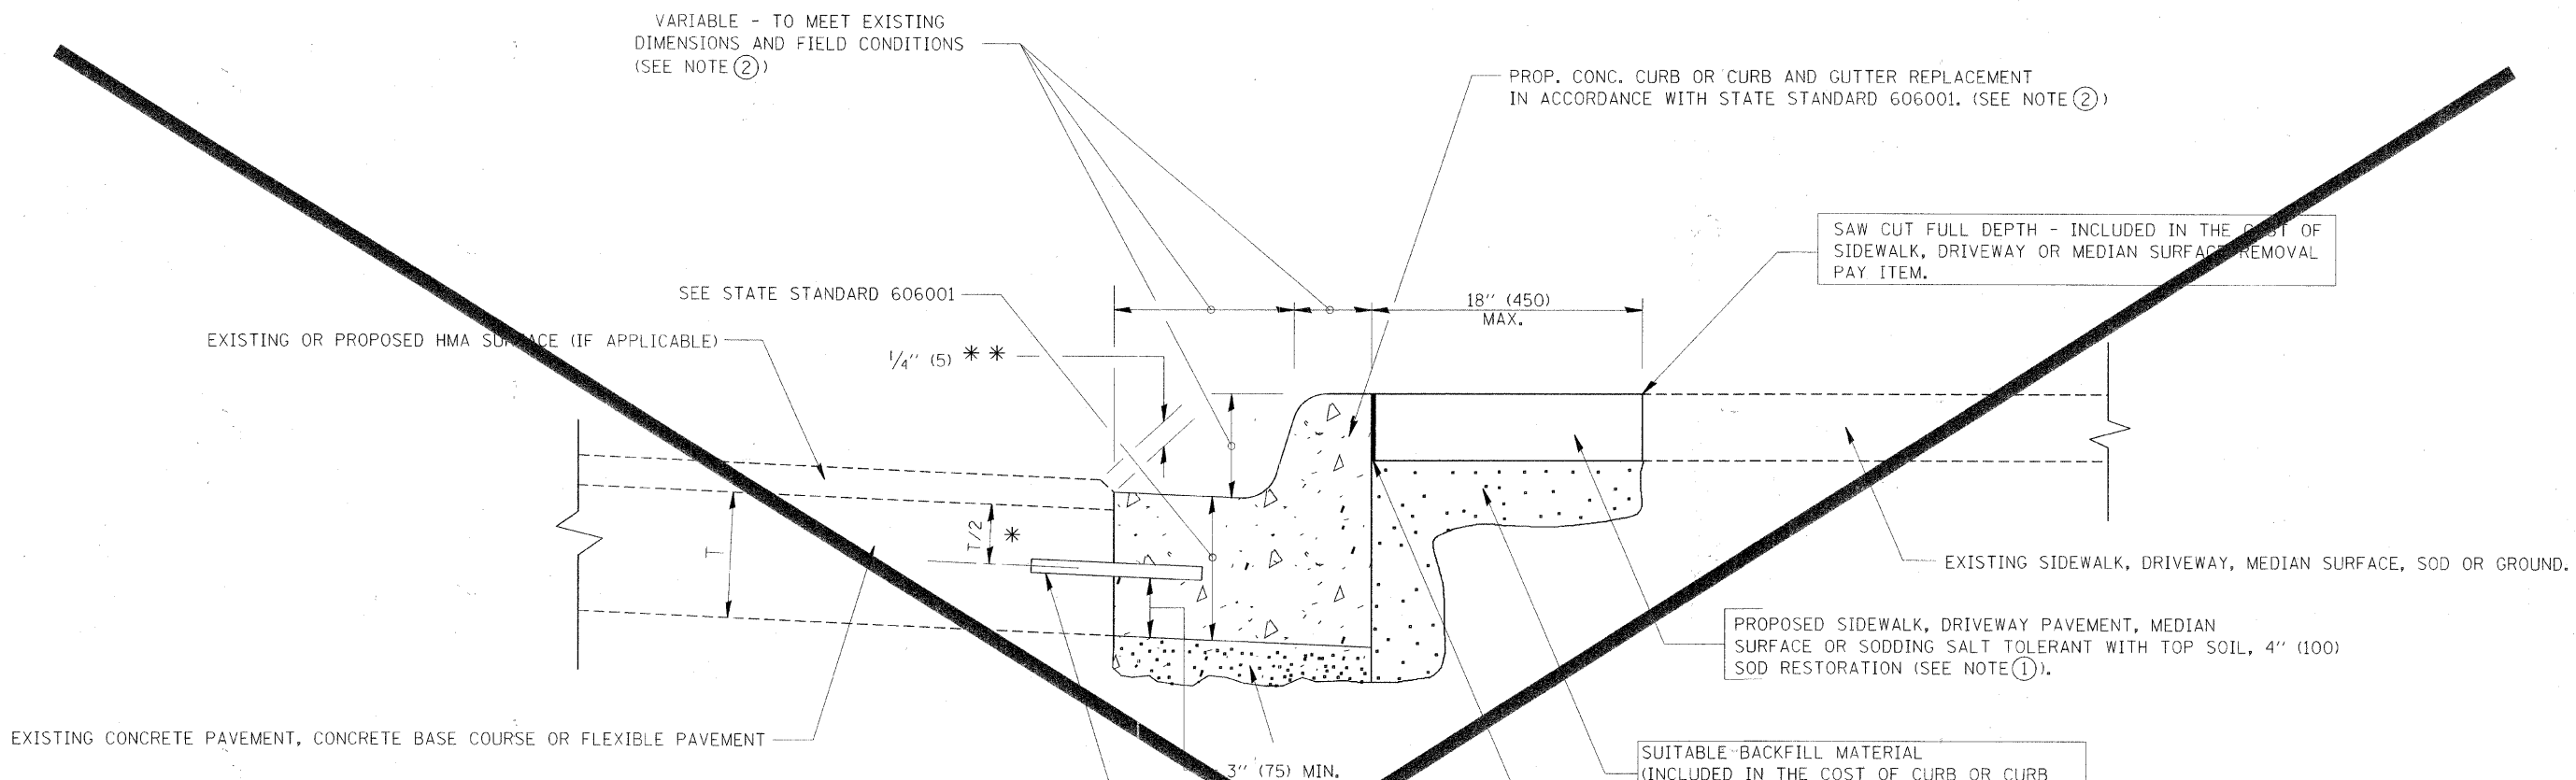 VARIABLE - TO MEET EXISTING
DIMENSIONS AND FIELD CONDITIONS
(SEE NOTE ②)
PROP. CONC. CURB OR CURB AND GUTTER REPLACEMENT
IN ACCORDANCE WITH STATE STANDARD 606001. (SEE NOTE ②)
SAW CUT FULL DEPTH - INCLUDED IN THE COST OF
SIDEWALK, DRIVEWAY OR MEDIAN SURFACE REMOVAL
PAY ITEM.
SEE STATE STANDARD 606001
18'' (450)
MAX.
EXISTING OR PROPOSED HMA SURFACE (IF APPLICABLE)
1/4'' (5) * *
T
T/2
*
EXISTING SIDEWALK, DRIVEWAY, MEDIAN SURFACE, SOD OR GROUND.
PROPOSED SIDEWALK, DRIVEWAY PAVEMENT, MEDIAN
SURFACE OR SODDING SALT TOLERANT WITH TOP SOIL, 4'' (100)
SOD RESTORATION (SEE NOTE ①).
EXISTING CONCRETE PAVEMENT, CONCRETE BASE COURSE OR FLEXIBLE PAVEMENT
3'' (75) MIN.
SUITABLE BACKFILL MATERIAL
(INCLUDED IN THE COST OF CURB OR CURB